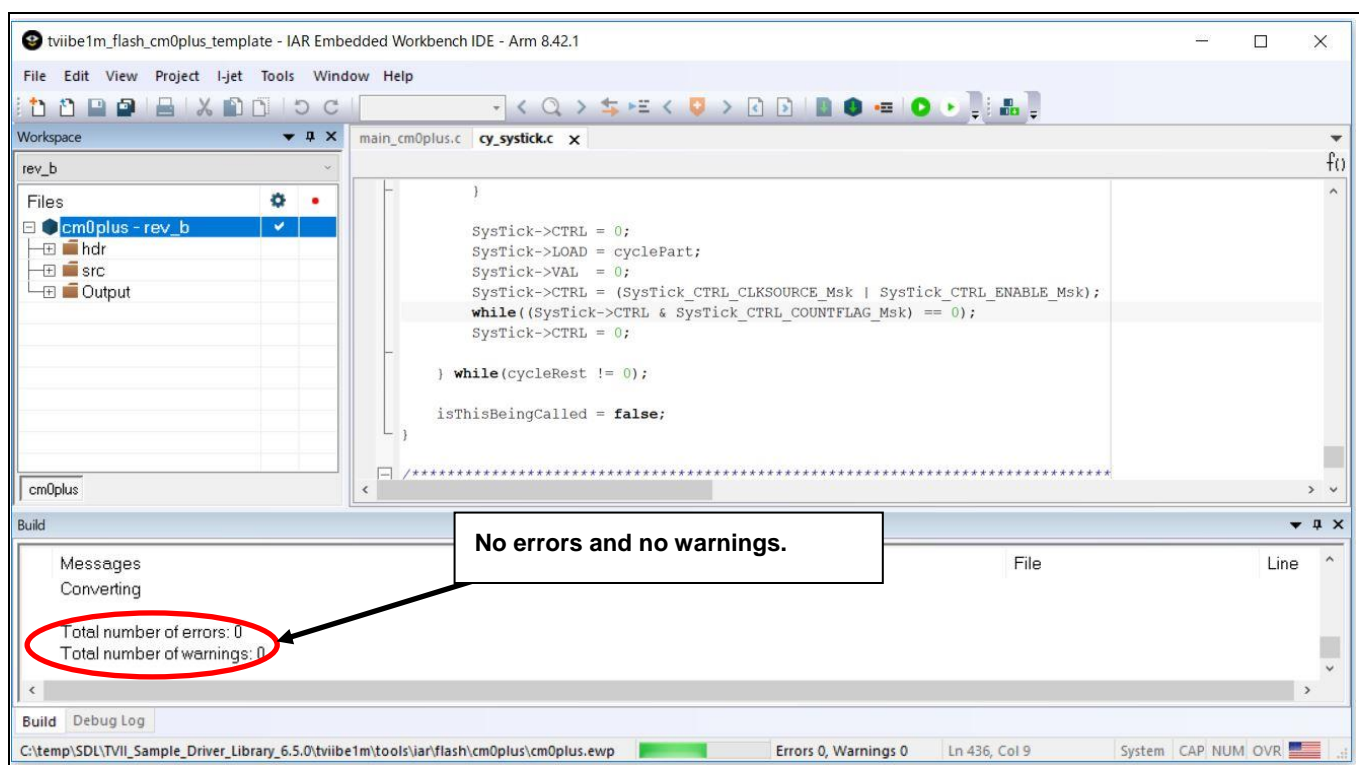 tviibe1m_flash_cm0plus_template - IAR Embedded Workbench IDE - Arm 8.42.1
File Edit View Project I-jet Tools Window Help
Workspace
main_cm0plus.c cy_systick.c
rev_b
f()
Files
cm0plus - rev_b
hdr
src
Output
}
SysTick->CTRL = 0;
SysTick->LOAD = cyclePart;
SysTick->VAL  = 0;
SysTick->CTRL = (SysTick_CTRL_CLKSOURCE_Msk | SysTick_CTRL_ENABLE_Msk);
while((SysTick->CTRL & SysTick_CTRL_COUNTFLAG_Msk) == 0);
SysTick->CTRL = 0;
} while(cycleRest != 0);
isThisBeingCalled = false;
}
/*******************************************************************************
cm0plus
Build
No errors and no warnings.
Messages File Line
Converting
Total number of errors: 0
Total number of warnings: 0
Build Debug Log
C:\temp\SDL\TVII_Sample_Driver_Library_6.5.0\tviibe1m\tools\iar\flash\cm0plus\cm0plus.ewp Errors 0, Warnings 0 Ln 436, Col 9 System CAP NUM OVR